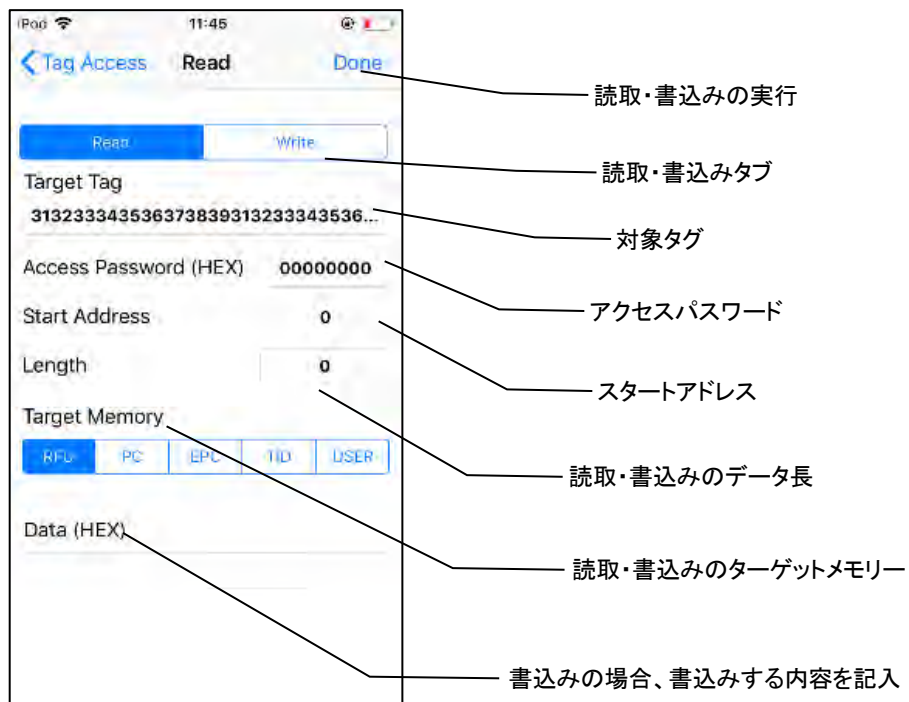 iPod 11:45
Tag Access Read Done
読取・書込みの実行
Read Write
読取・書込みタブ
Target Tag
31323334353637383931323334353 6...
対象タグ
Access Password (HEX) 00000000
アクセスパスワード
Start Address 0
スタートアドレス
Length 0
Target Memory
RFU PC EPC TID USER
読取・書込みのデータ長
Data (HEX)
読取・書込みのターゲットメモリー
書込みの場合、書込みする内容を記入